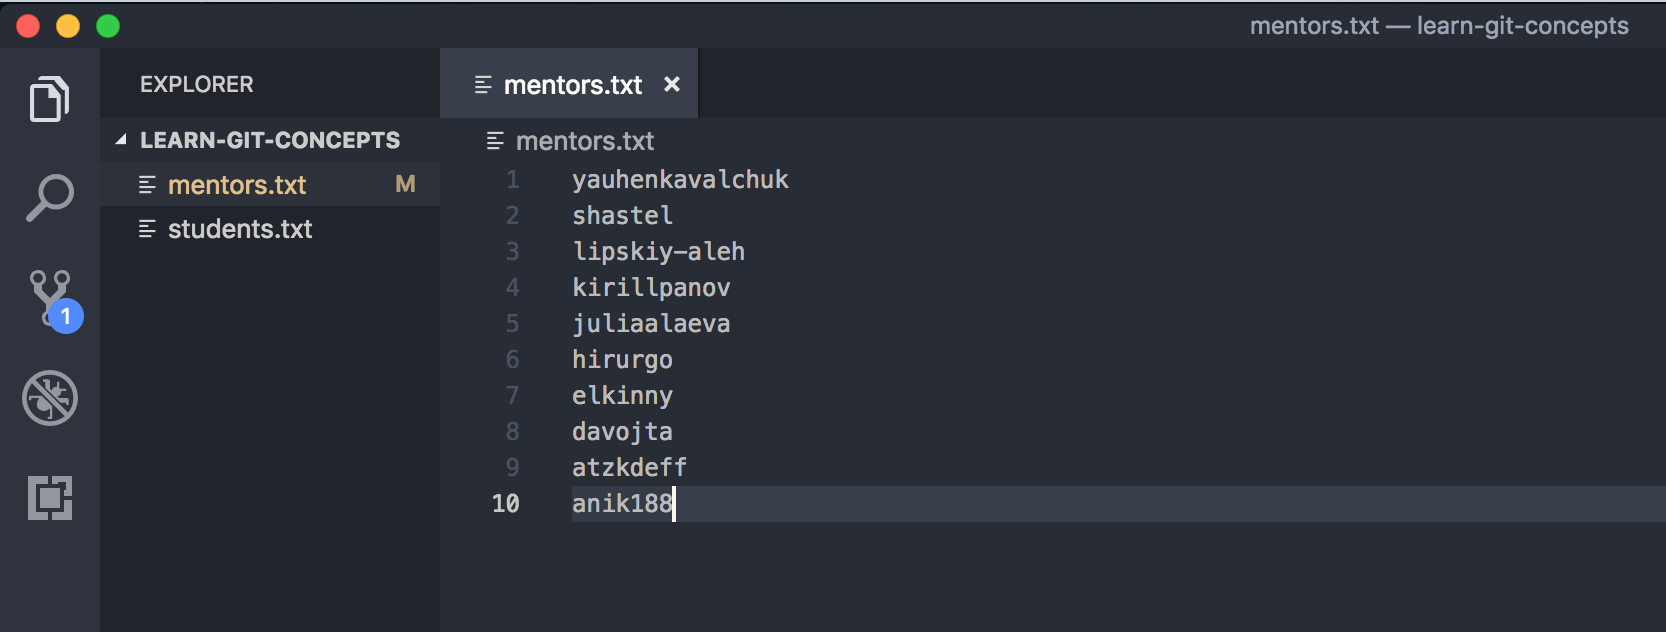 mentors.txt — learn-git-concepts
EXPLORER
LEARN-GIT-CONCEPTS
mentors.txt M
students.txt
1
mentors.txt
mentors.txt
1 yauhenkavalchuk
2 shastel
3 lipskiy-aleh
4 kirillpanov
5 juliaalaeva
6 hirurgo
7 elkinny
8 davojta
9 atzkdeff
10 anik188